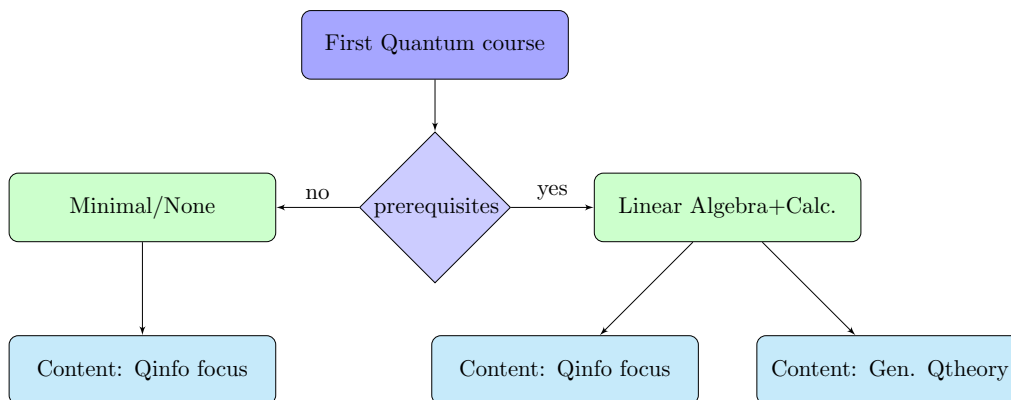 First Quantum course
no
yes
Minimal/None
prerequisites
Linear Algebra+Calc.
Content: Qinfo focus
Content: Qinfo focus
Content: Gen. Qtheory